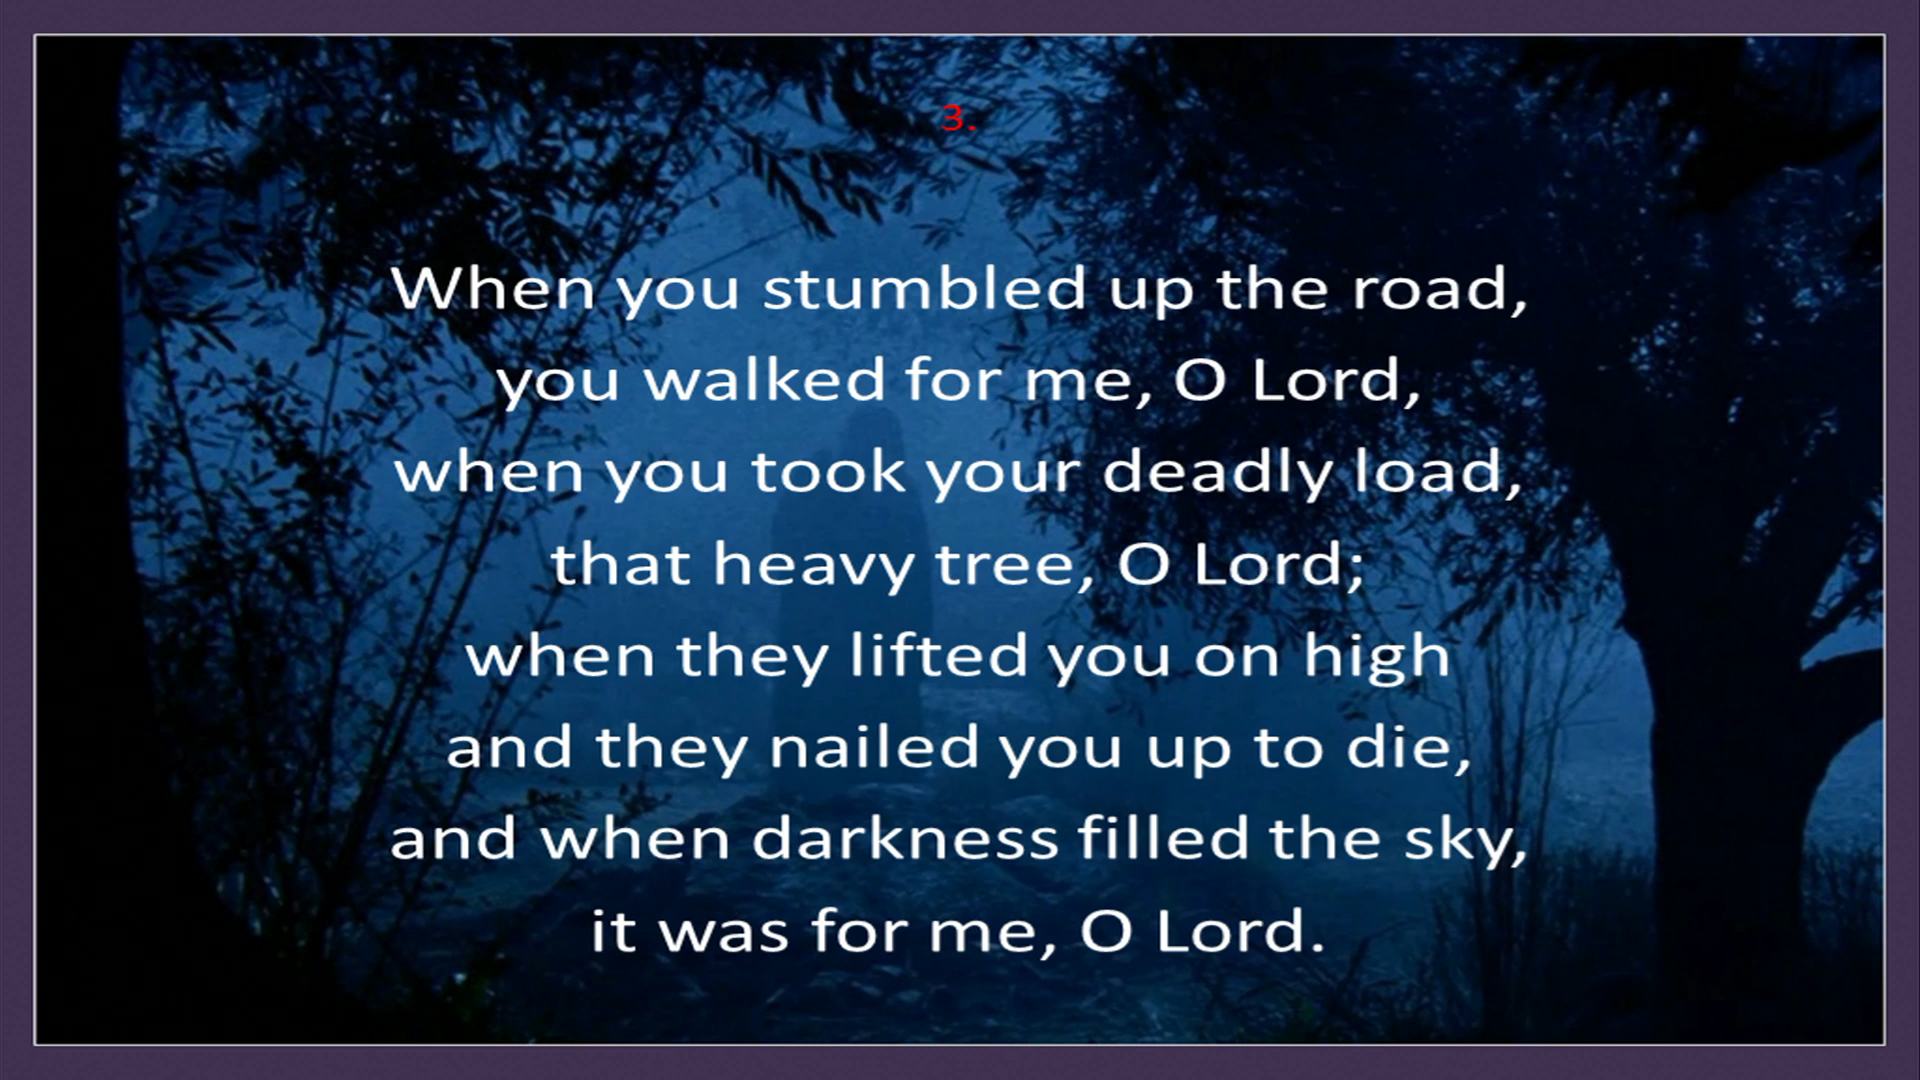 3.
When you stumbled up the road,
you walked for me, O Lord,
when you took your deadly load,
that heavy tree, O Lord;
when they lifted you on high
and they nailed you up to die,
and when darkness filled the sky,
it was for me, O Lord.